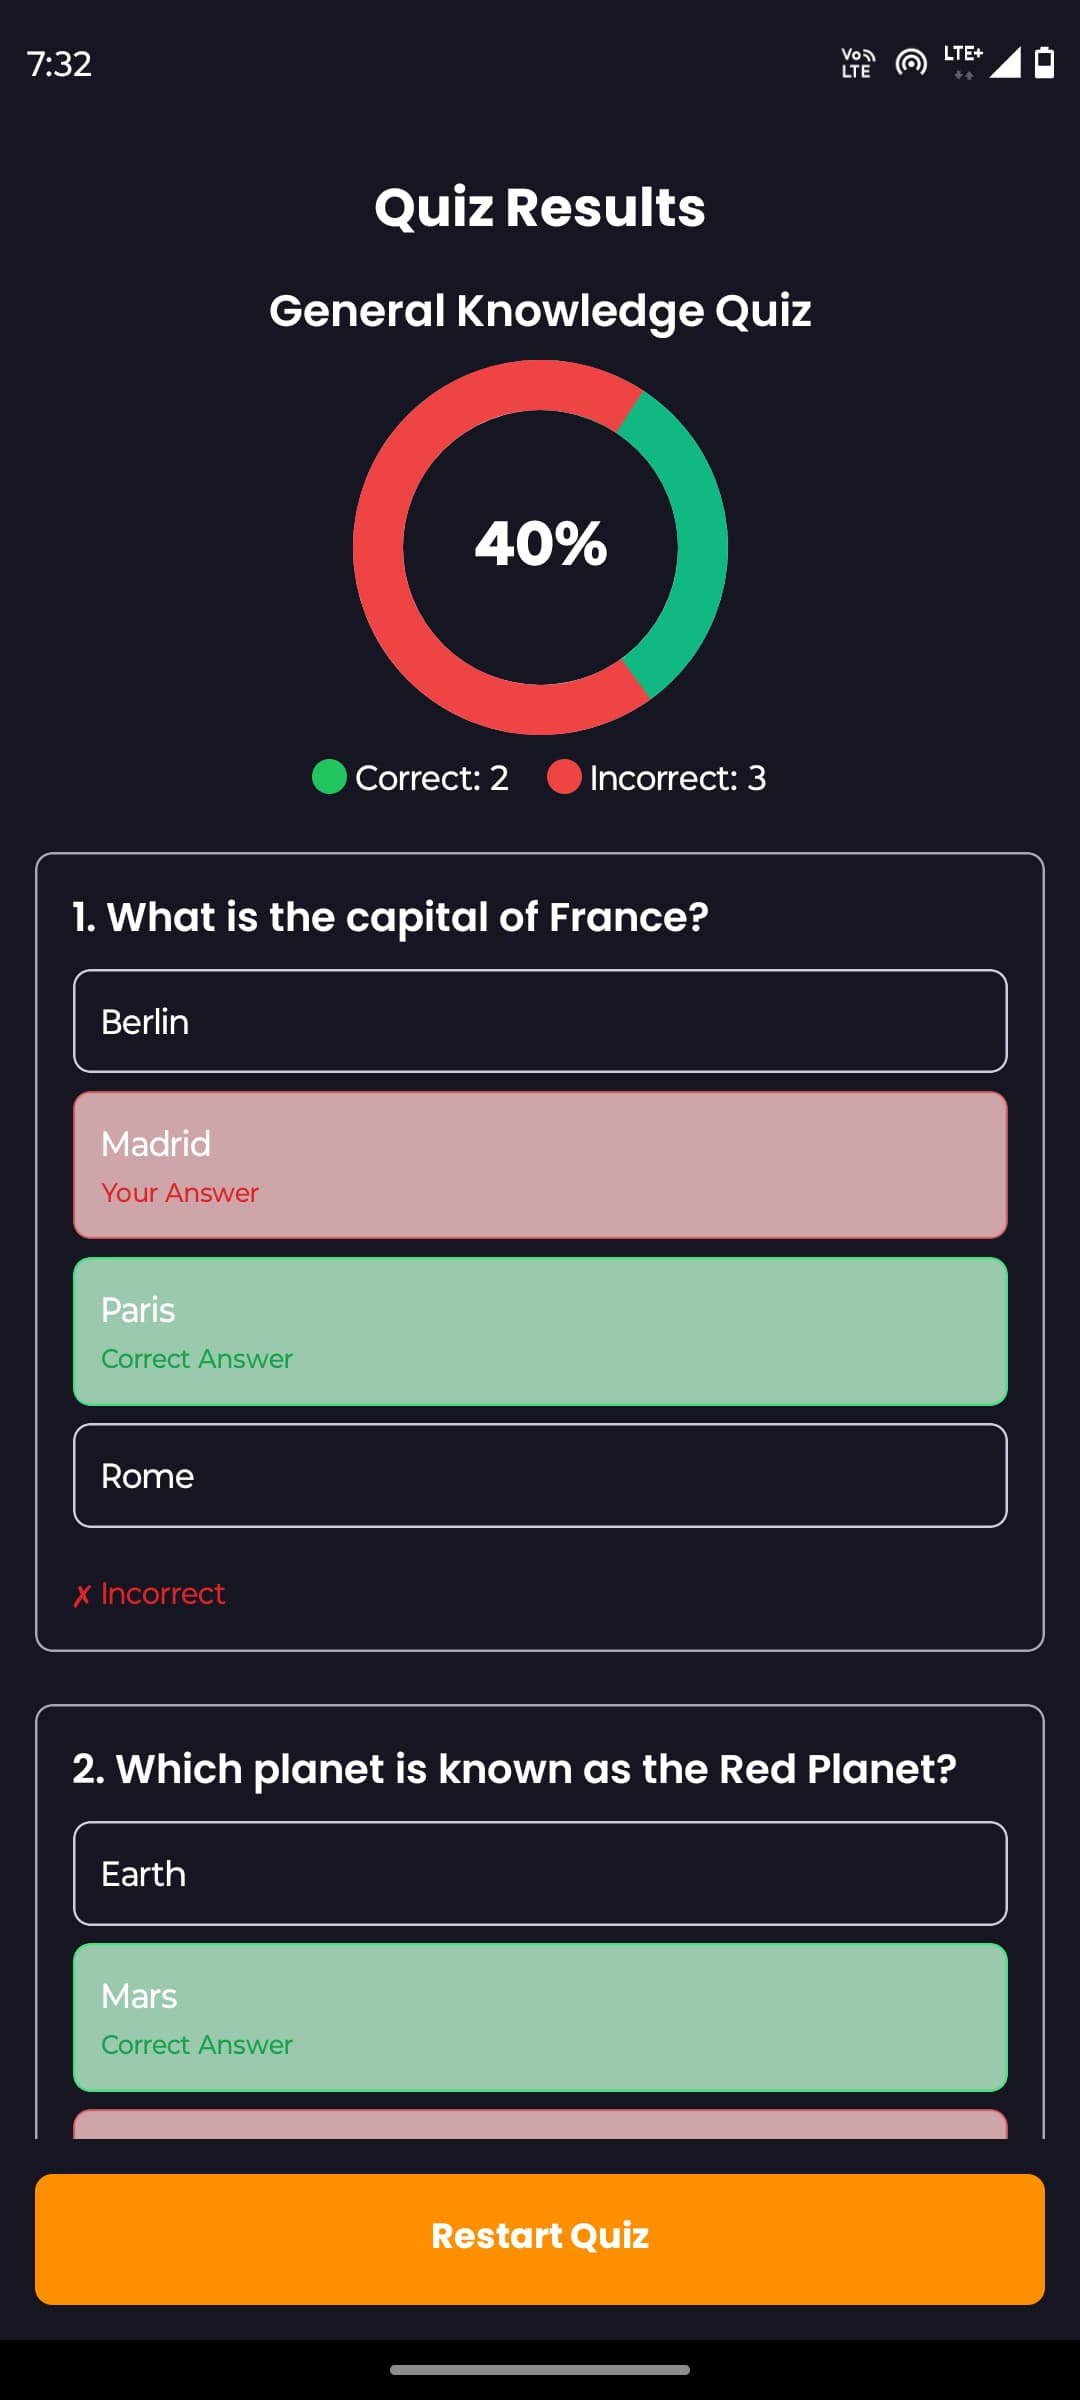 7:32
Vo
LTE
LTE+
Quiz Results
General Knowledge Quiz
40%
Correct: 2
Incorrect: 3
1. What is the capital of France?
Berlin
Madrid
Your Answer
Paris
Correct Answer
Rome
✗ Incorrect
2. Which planet is known as the Red Planet?
Earth
Mars
Correct Answer
Restart Quiz